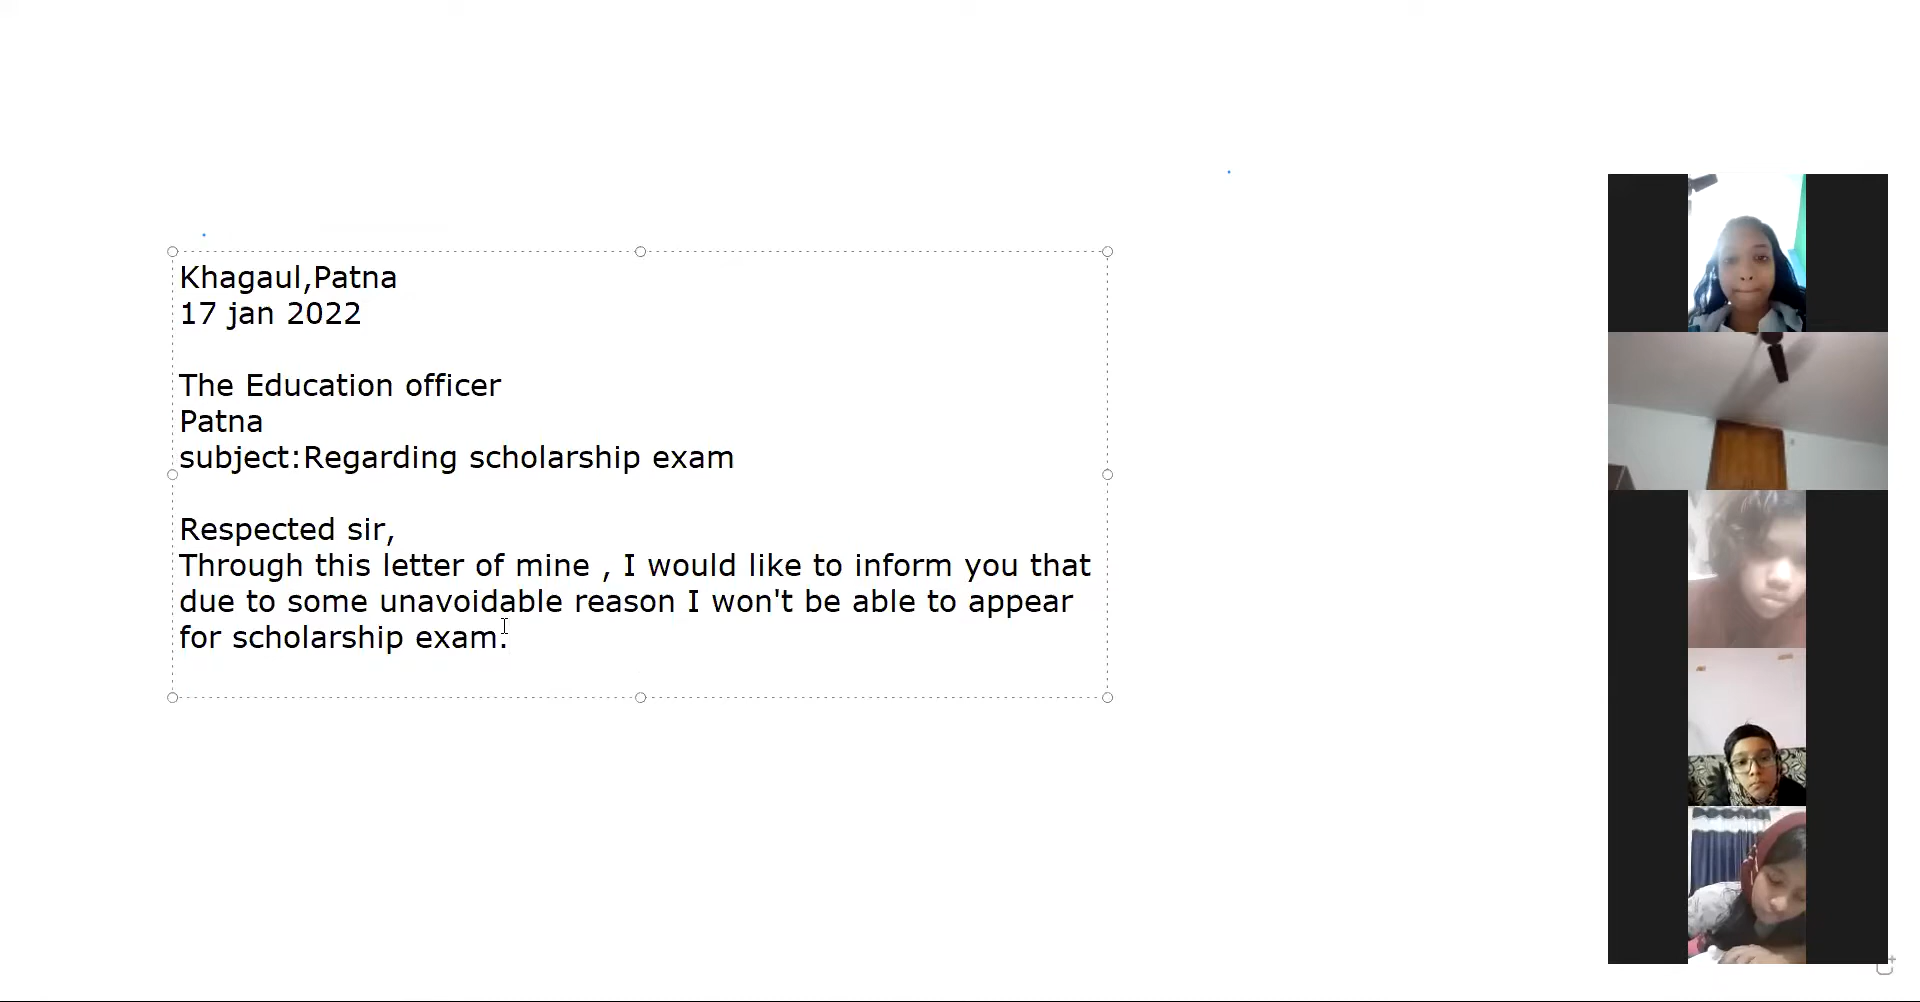 Khagaul,Patna
17 jan 2022
The Education officer
Patna
subject:Regarding scholarship exam
Respected sir,
Through this letter of mine , I would like to inform you that
due to some unavoidable reason I won't be able to appear
for scholarship exam.